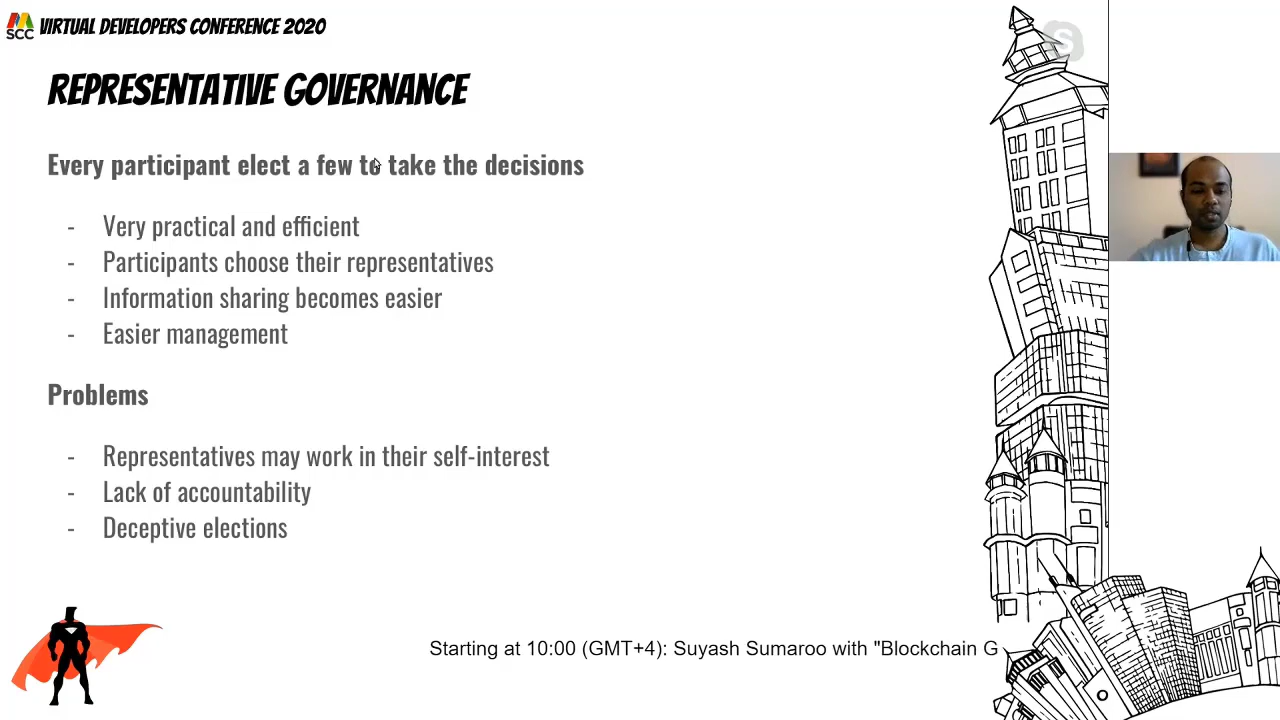 SCC VIRTUAL DEVELOPERS CONFERENCE 2020
REPRESENTATIVE GOVERNANCE
Every participant elect a few to take the decisions
- Very practical and efficient
- Participants choose their representatives
- Information sharing becomes easier
- Easier management
Problems
- Representatives may work in their self-interest
- Lack of accountability
- Deceptive elections
Starting at 10:00 (GMT+4): Suyash Sumaroo with "Blockchain G
S